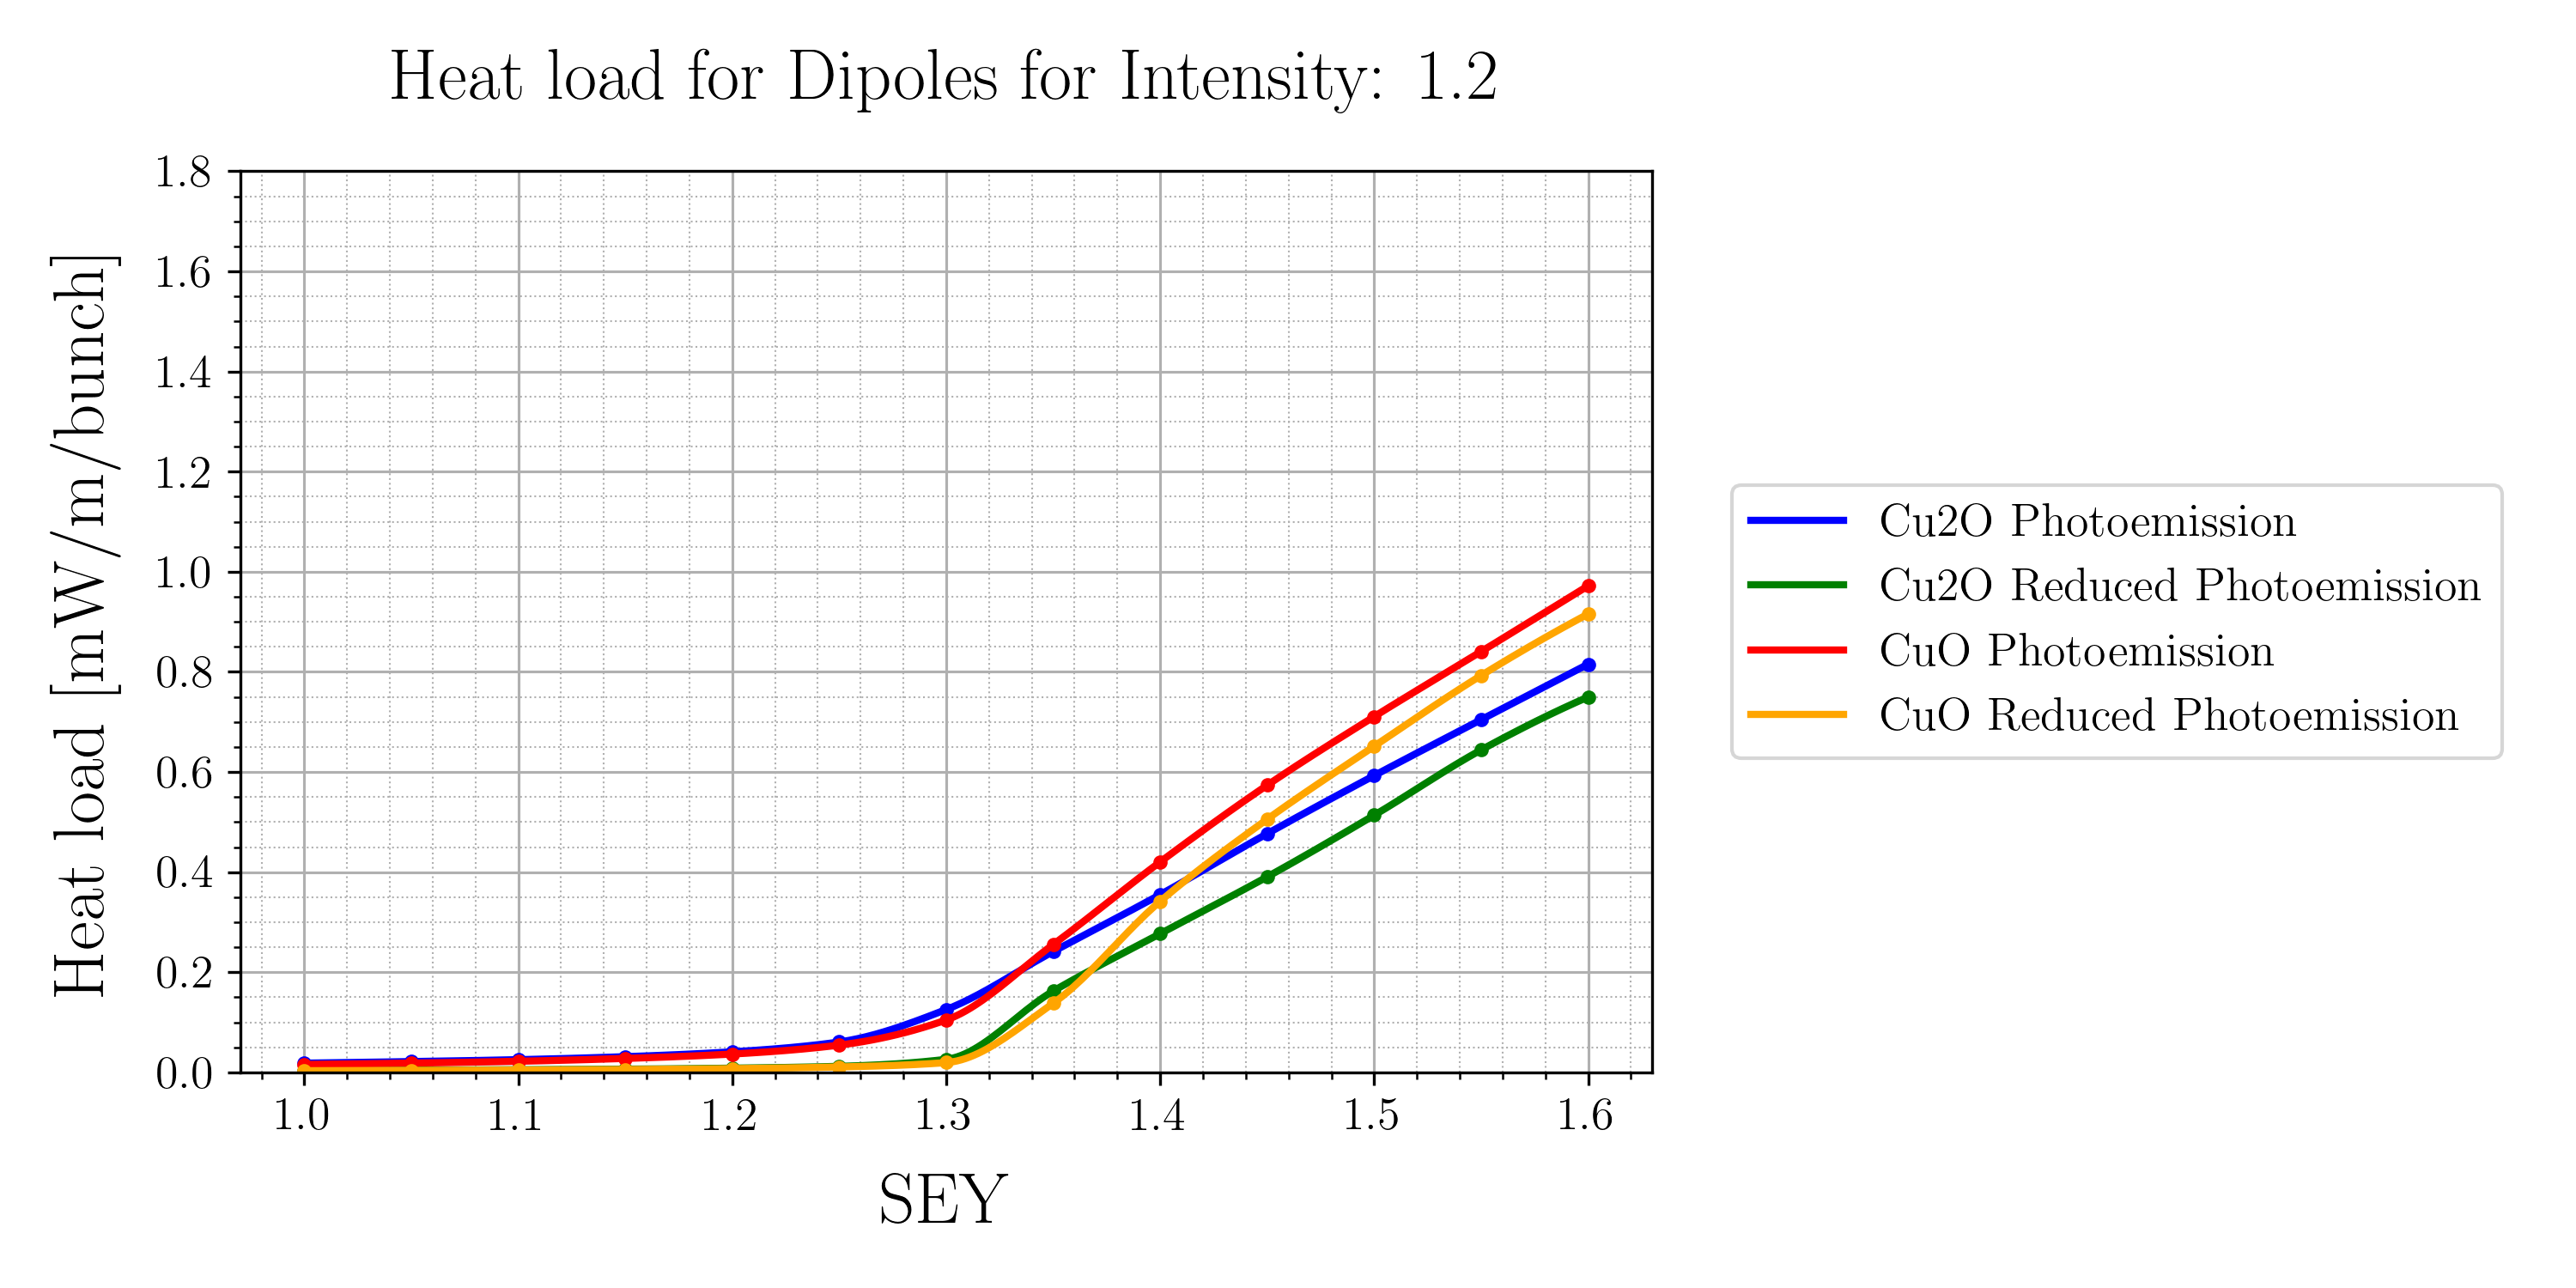 Heat load for Dipoles for Intensity: 1.2
Heat load [mW/m/bunch]
1.8
1.6
1.4
1.2
1.0
0.8
0.6
0.4
0.2
0.0
1.0 1.1 1.2 1.3 1.4 1.5 1.6
SEY
Cu2O Photoemission
Cu2O Reduced Photoemission
CuO Photoemission
CuO Reduced Photoemission